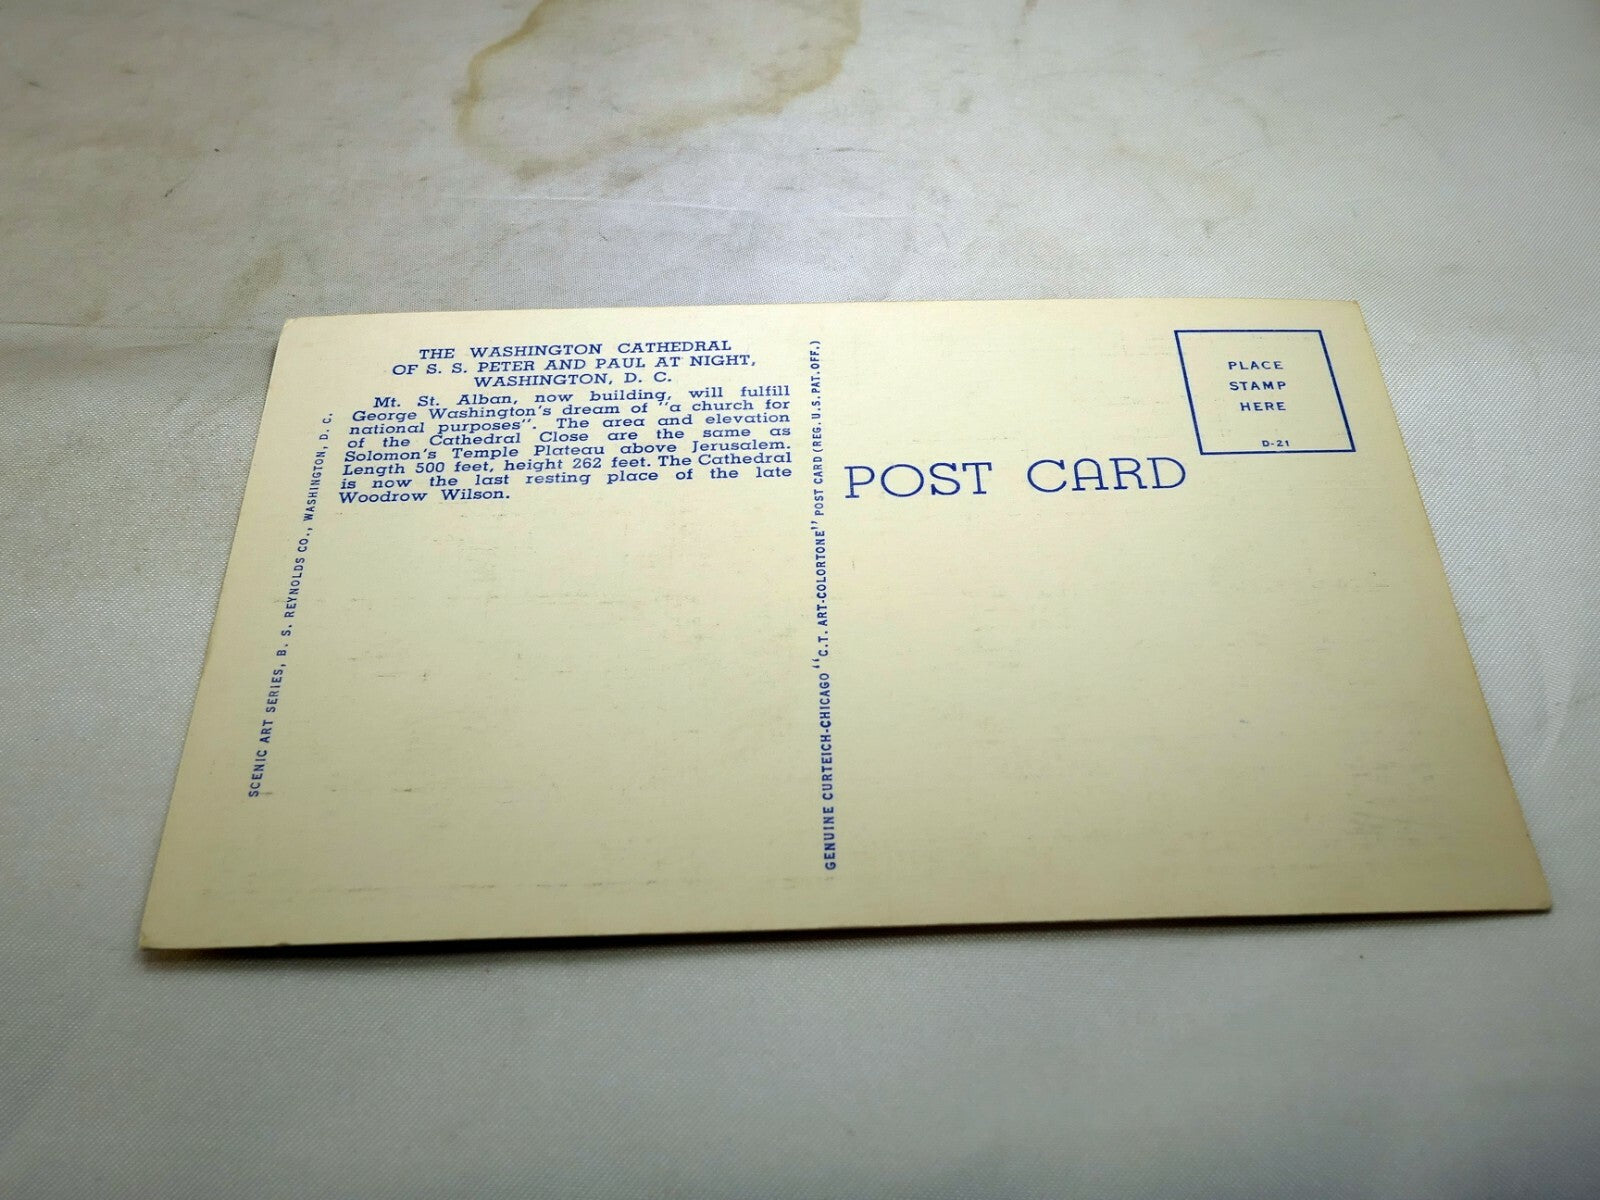 THE WASHINGTON CATHEDRAL
OF S. S. PETER AND PAUL AT NIGHT,
WASHINGTON, D. C.
Mt. St. Alban, now building, will fulfill
George Washington's dream of "a church for
national purposes". The area and elevation
of the Cathedral Close are the same as
Solomon's Temple Plateau above Jerusalem.
Length 500 feet, height 262 feet. The Cathedral
is now the last resting place of the late
Woodrow Wilson.
SCENIC ART SERIES, B. S. REYNOLDS CO., WASHINGTON, D. C.
GENUINE CURTEICH-CHICAGO "C.T. ART-COLORTONE" POST CARD (REG. U.S. PAT. OFF.)
POST CARD
PLACE
STAMP
HERE
D-21